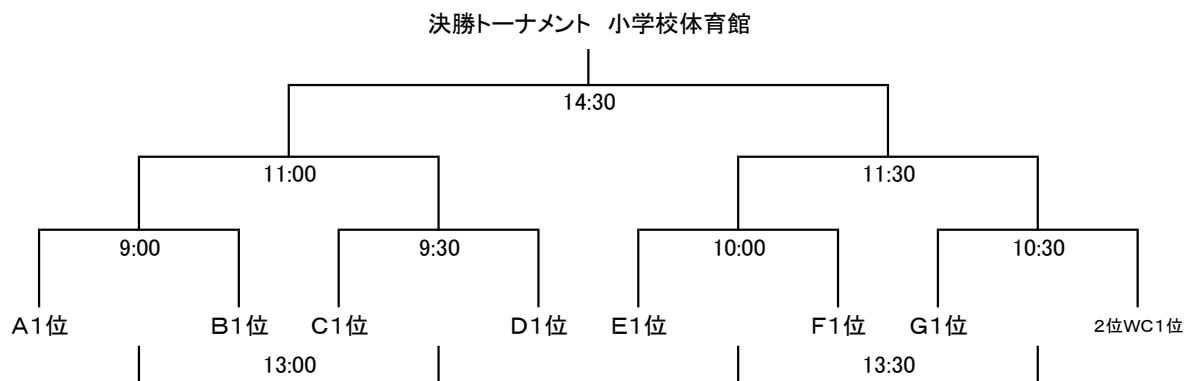 決勝トーナメント　小学校体育館
14:30
11:00
11:30
9:00
9:30
10:00
10:30
A1位
B1位
C1位
D1位
E1位
F1位
G1位
2位WC1位
13:00
13:30